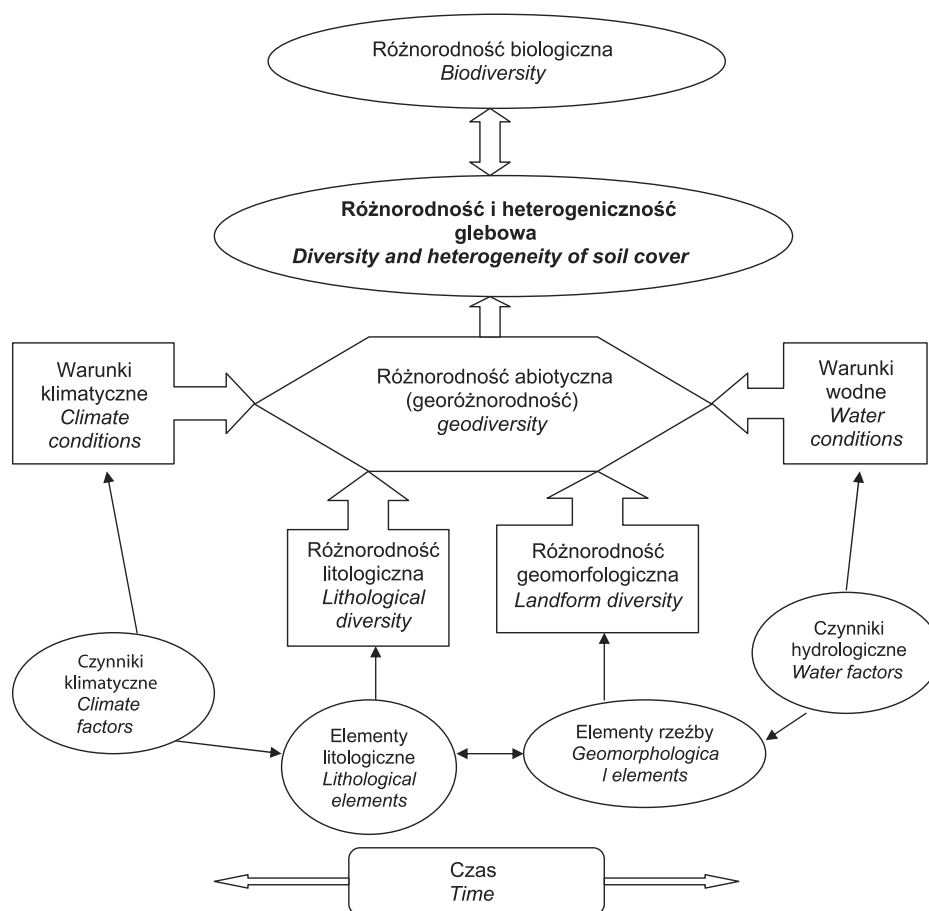 Różnorodność biologiczna
Biodiversity
Różnorodność i heterogeniczność
glebowa
Diversity and heterogeneity of soil cover
Warunki
klimatyczne
Climate
conditions
Różnorodność abiotyczna
(georóżnorodność)
geodiversity
Warunki
wodne
Water
conditions
Różnorodność
litologiczna
Lithological
diversity
Różnorodność
geomorfologiczna
Landform diversity
Czynniki
klimatyczne
Climate
factors
Czynniki
hydrologiczne
Water factors
Elementy
litologiczne
Lithological
elements
Elementy rzeźby
Geomorphologica
l elements
Czas
Time